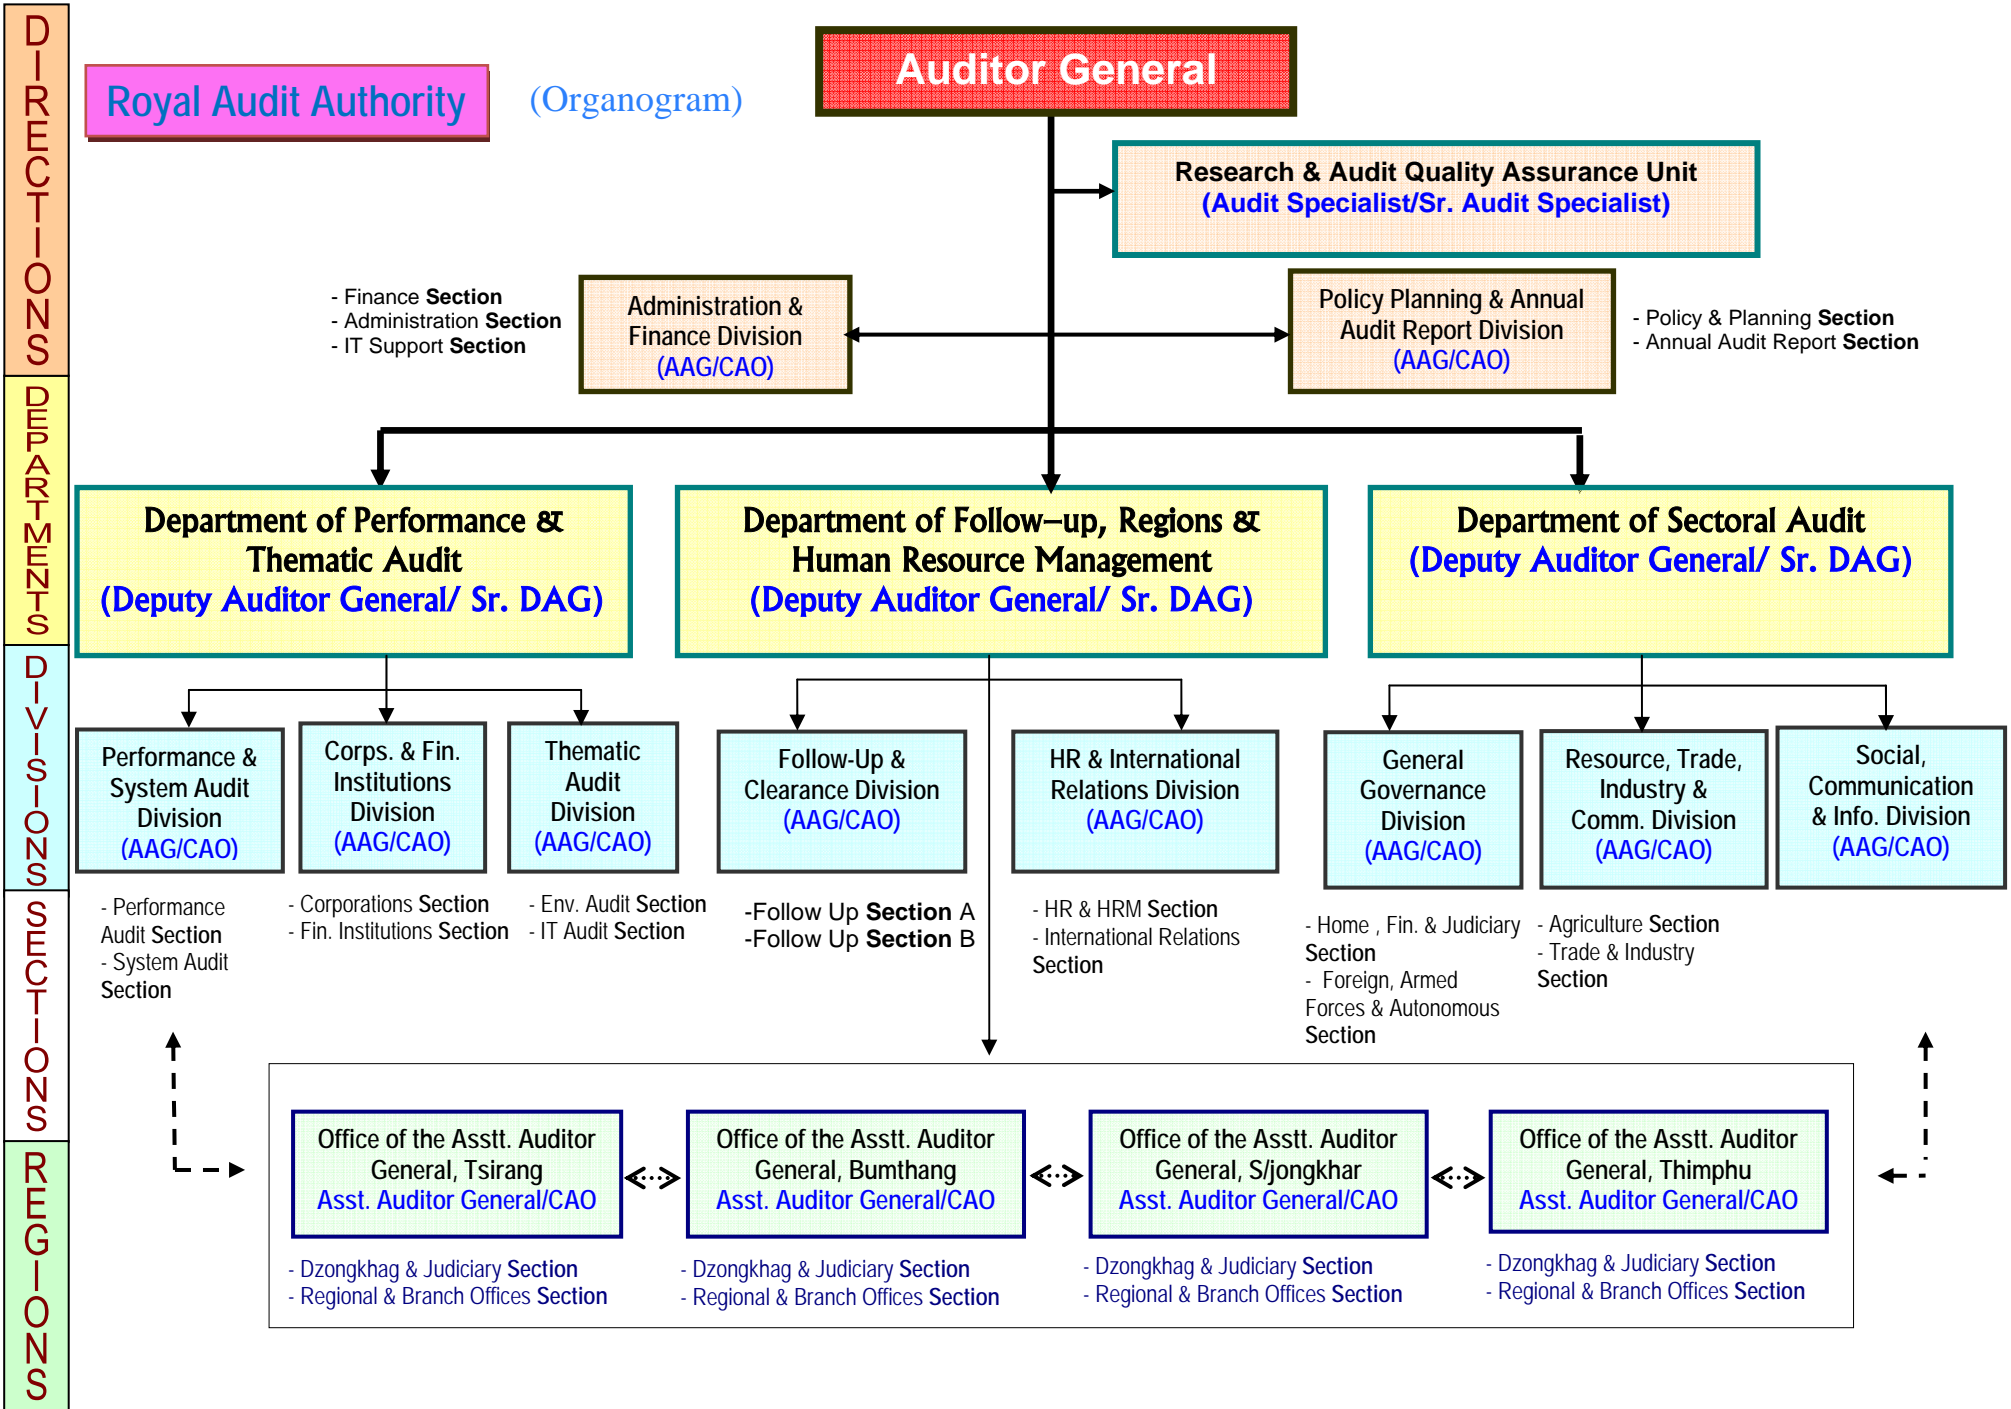 DIRECTIONS
DEPARTMENTS
DIVISIONS
SECTIONS
REGIONS
Royal Audit Authority
(Organogram)
Auditor General
Research & Audit Quality Assurance Unit
(Audit Specialist/Sr. Audit Specialist)
- Finance Section
- Administration Section
- IT Support Section
Administration &
Finance Division
(AAG/CAO)
Policy Planning & Annual
Audit Report Division
(AAG/CAO)
- Policy & Planning Section
- Annual Audit Report Section
Department of Performance &
Thematic Audit
(Deputy Auditor General/ Sr. DAG)
Department of Follow–up, Regions &
Human Resource Management
(Deputy Auditor General/ Sr. DAG)
Department of Sectoral Audit
(Deputy Auditor General/ Sr. DAG)
Performance &
System Audit
Division
(AAG/CAO)
Corps. & Fin.
Institutions
Division
(AAG/CAO)
Thematic
Audit
Division
(AAG/CAO)
Follow-Up &
Clearance Division
(AAG/CAO)
HR & International
Relations Division
(AAG/CAO)
General
Governance
Division
(AAG/CAO)
Resource, Trade,
Industry &
Comm. Division
(AAG/CAO)
Social,
Communication
& Info. Division
(AAG/CAO)
- Performance
Audit Section
- System Audit
Section
- Corporations Section
- Fin. Institutions Section
- Env. Audit Section
- IT Audit Section
-Follow Up Section A
-Follow Up Section B
- HR & HRM Section
- International Relations
Section
- Home , Fin. & Judiciary
Section
- Foreign, Armed
Forces & Autonomous
Section
- Agriculture Section
- Trade & Industry
Section
Office of the Asstt. Auditor
General, Tsirang
Asst. Auditor General/CAO
Office of the Asstt. Auditor
General, Bumthang
Asst. Auditor General/CAO
Office of the Asstt. Auditor
General, S/jongkhar
Asst. Auditor General/CAO
Office of the Asstt. Auditor
General, Thimphu
Asst. Auditor General/CAO
- Dzongkhag & Judiciary Section
- Regional & Branch Offices Section
- Dzongkhag & Judiciary Section
- Regional & Branch Offices Section
- Dzongkhag & Judiciary Section
- Regional & Branch Offices Section
- Dzongkhag & Judiciary Section
- Regional & Branch Offices Section